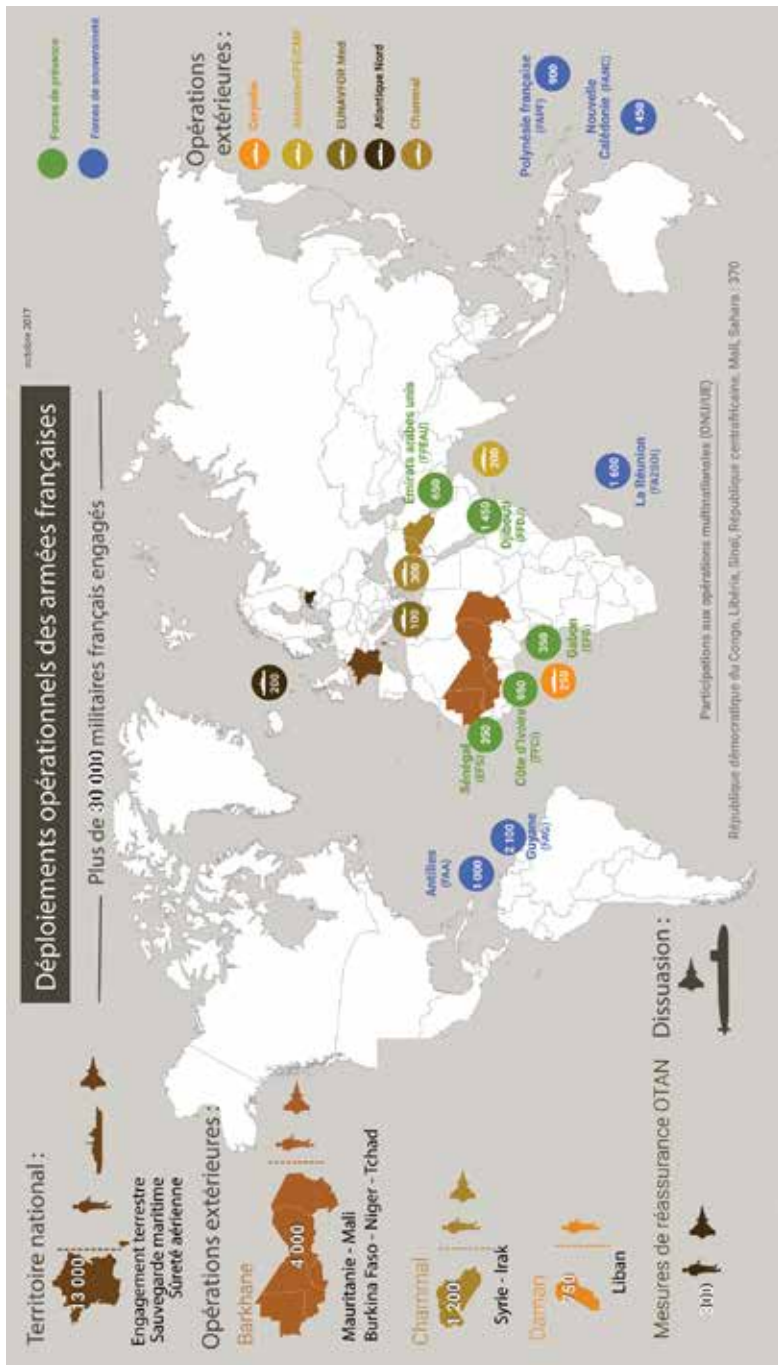 Déploiements opérationnels des armées françaises
octobre 2017
Plus de 30 000 militaires français engagés
Territoire national :
13 000
Engagement terrestre
Sauvegarde maritime
Sûreté aérienne
Opérations extérieures :
Barkhane
4 000
Mauritanie - Mali
Burkina Faso - Niger - Tchad
Chammal
1 200
Syrie - Irak
Daman
750
Liban
Mesures de réassurance OTAN
Dissuasion :
Forces de présence
Forces de souveraineté
Opérations
extérieures :
Corymbe
EUNAVFOR Med
Atlantique Nord
Chammal
200
100
300
Emirats arabes unis
(FFEAU)
650
200
1 450
Djibouti
(FFDJ)
Sénégal
(EFS)
350
Côte d'Ivoire
(FFCI)
950
250
350
Gabon
(EFG)
Antilles
(FAA)
1 000
2 100
Guyane
(FAG)
1 600
La Réunion
(FAZSOI)
Polynésie française
(FAPF)
900
Nouvelle
Calédonie (FANC)
1 450
Participations aux opérations multinationales (ONU/UE)
République démocratique du Congo, Libéria, Sinaï, République centrafricaine, Mali, Sahara : 370